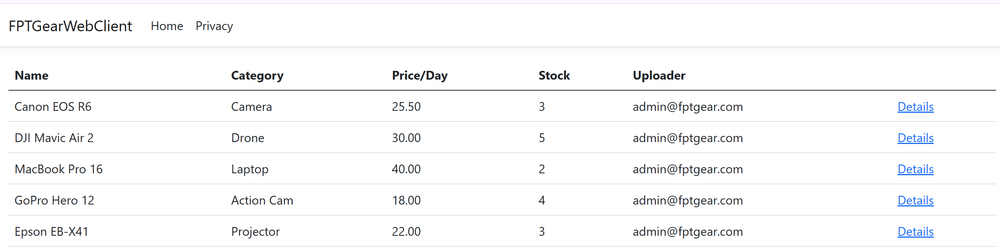 FPTGearWebClient Home Privacy
Name Category Price/Day Stock Uploader
Canon EOS R6 Camera 25.50 3 admin@fptgear.com Details
DJI Mavic Air 2 Drone 30.00 5 admin@fptgear.com Details
MacBook Pro 16 Laptop 40.00 2 admin@fptgear.com Details
GoPro Hero 12 Action Cam 18.00 4 admin@fptgear.com Details
Epson EB-X41 Projector 22.00 3 admin@fptgear.com Details